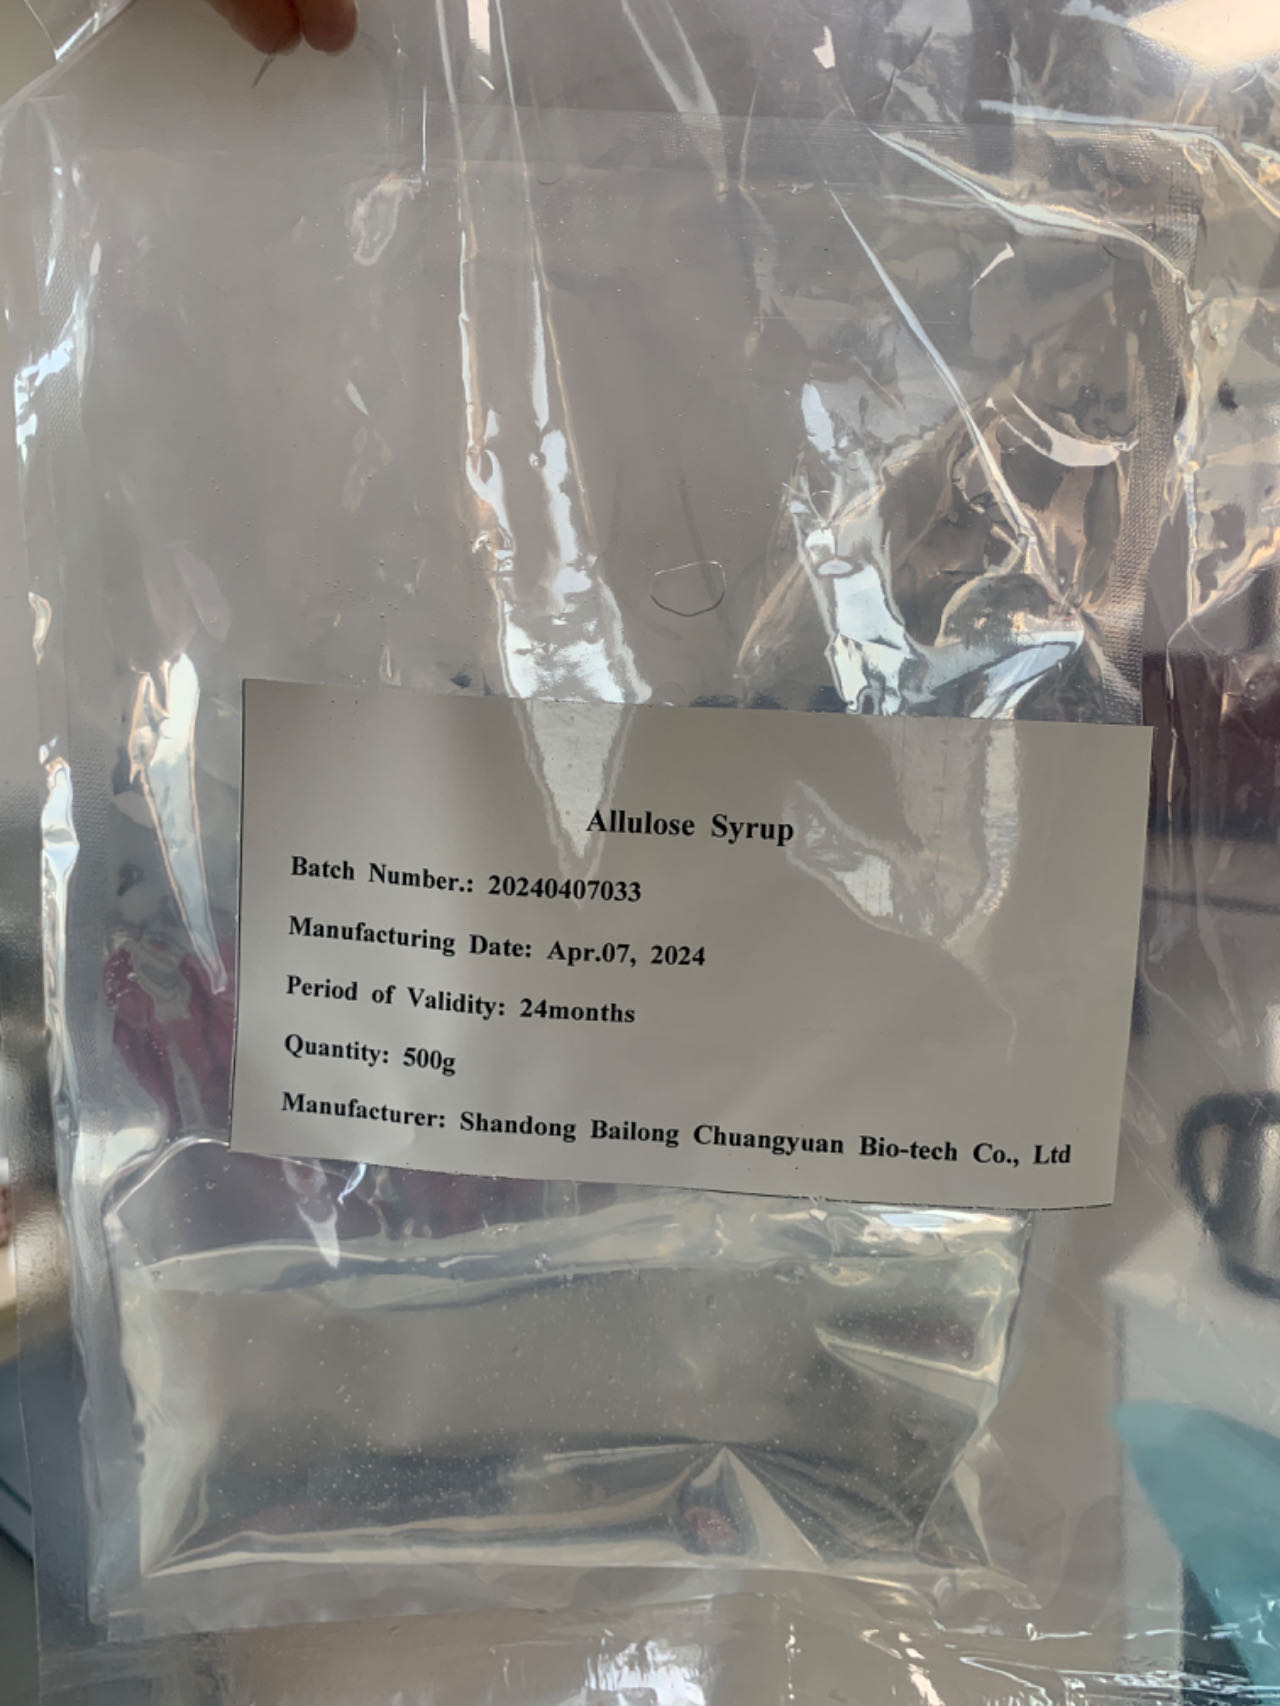 Allulose Syrup
Batch Number.: 20240407033
Manufacturing Date: Apr.07, 2024
Period of Validity: 24months
Quantity: 500g
Manufacturer: Shandong Bailong Chuangyuan Bio-tech Co., Ltd